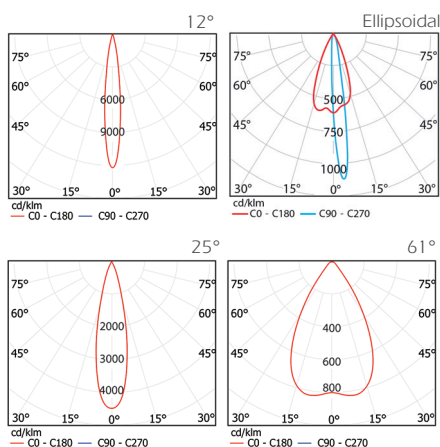 12°
75° 75°
60° 60°
6000
45° 9000 45°
30° 15° 0° 15° 30°
cd/klm
C0 - C180 C90 - C270
Ellipsoidal
75° 75°
60° 60°
500
45° 45°
750
1000
30° 15° 0° 15° 30°
cd/klm
C0 - C180 C90 - C270
25°
75° 75°
60° 60°
2000
45° 3000 45°
4000
30° 15° 0° 15° 30°
cd/klm
C0 - C180 C90 - C270
61°
75° 75°
60° 60°
400
45° 45°
600
800
30° 15° 0° 15° 30°
cd/klm
C0 - C180 C90 - C270